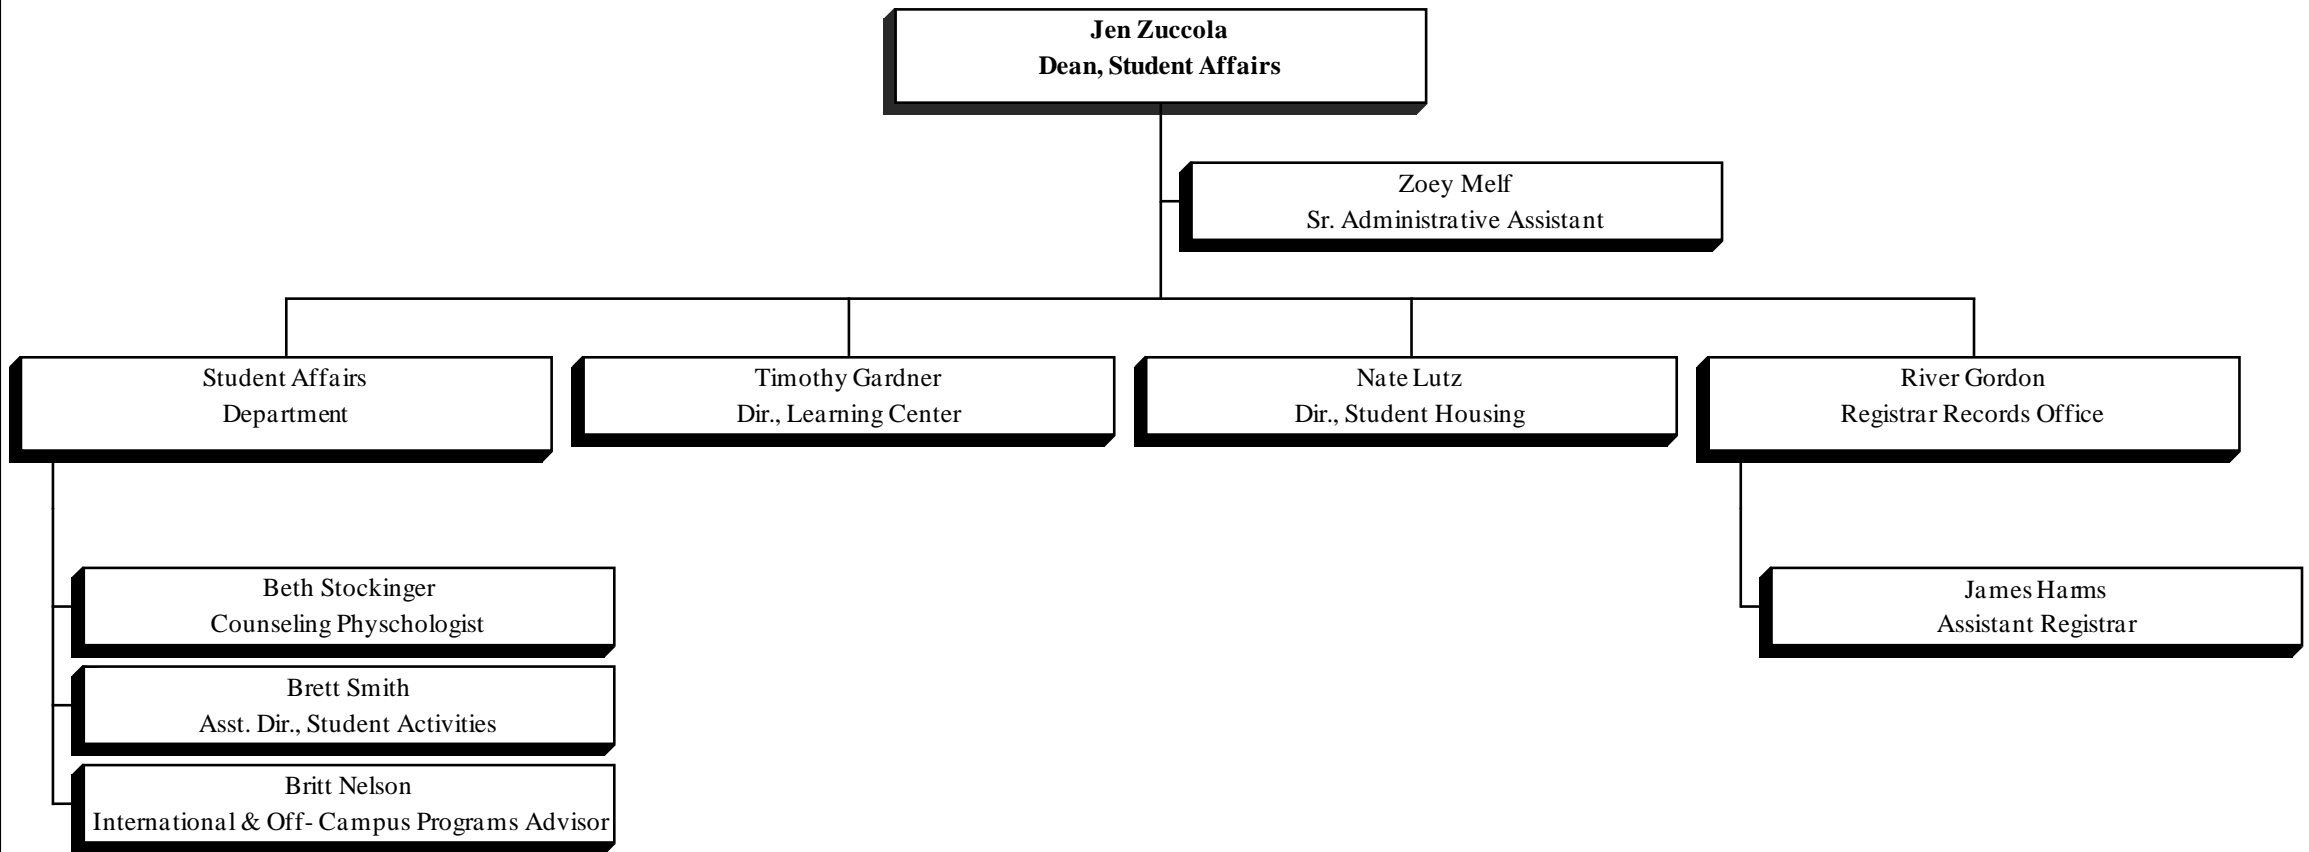 Jen Zuccola
Dean, Student Affairs
Zoey Melf
Sr. Administrative Assistant
Student Affairs
Department
Timothy Gardner
Dir., Learning Center
Nate Lutz
Dir., Student Housing
River Gordon
Registrar Records Office
Beth Stockinger
Counseling Physchologist
James Harms
Assistant Registrar
Brett Smith
Asst. Dir., Student Activities
Britt Nelson
International & Off- Campus Programs Advisor